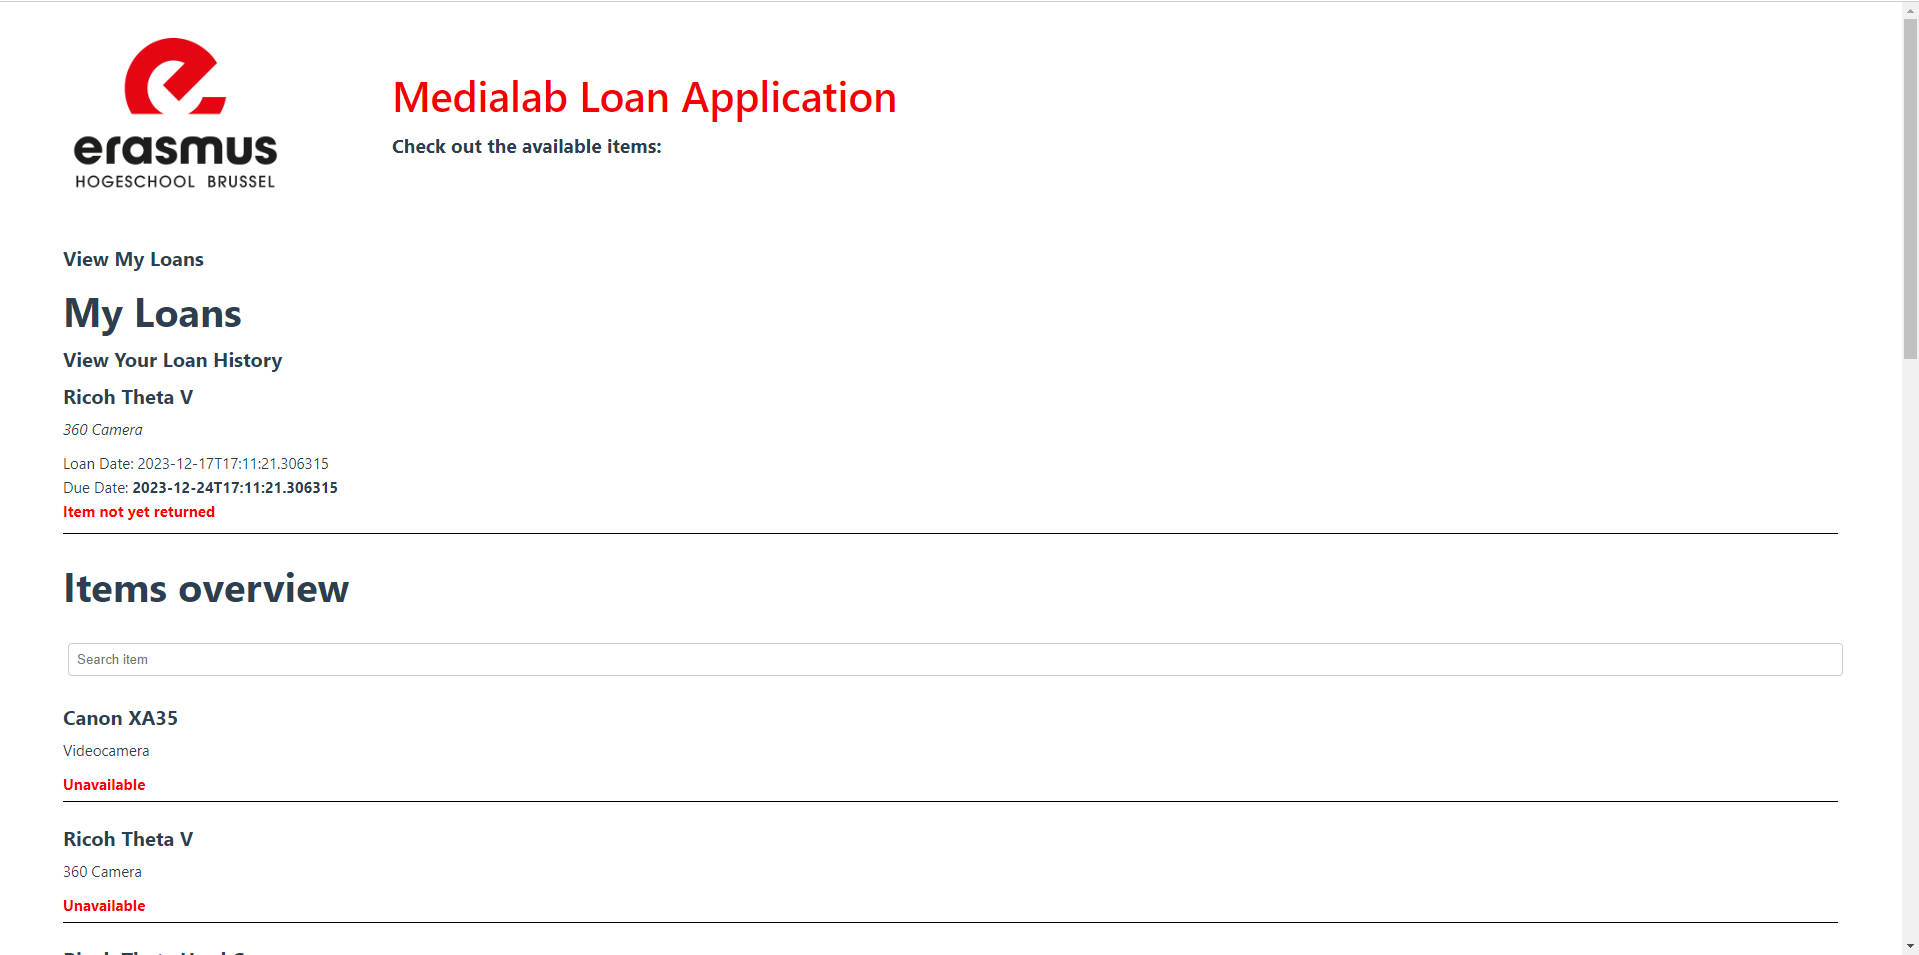 erasmus
HOGESCHOOL BRUSSEL
Medialab Loan Application
Check out the available items:
View My Loans
My Loans
View Your Loan History
Ricoh Theta V
360 Camera
Loan Date: 2023-12-17T17:11:21.306315
Due Date: 2023-12-24T17:11:21.306315
Item not yet returned
Items overview
Search item
Canon XA35
Videocamera
Unavailable
Ricoh Theta V
360 Camera
Unavailable